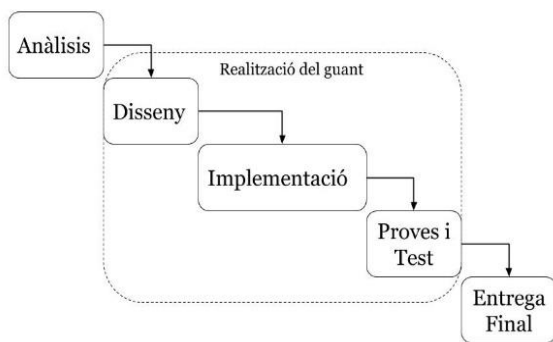 Anàlisis
Realització del guant
Disseny
Implementació
Proves i
Test
Entrega
Final